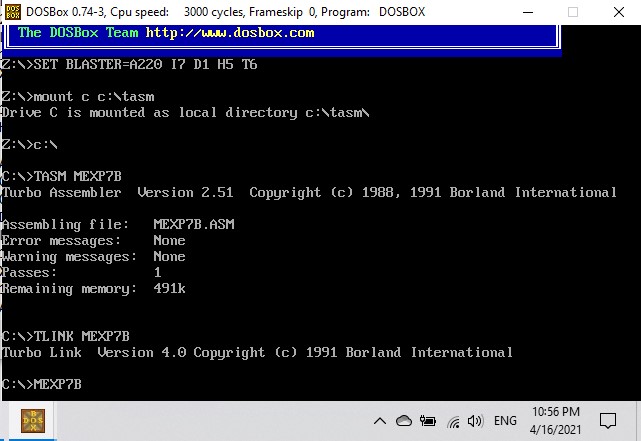 DOSBox 0.74-3, Cpu speed: 3000 cycles, Frameskip 0, Program: DOSBOX
The DOSBox Team http://www.dosbox.com
Z:\>SET BLASTER=A220 I7 D1 H5 T6
Z:\>mount c c:\tasm
Drive C is mounted as local directory c:\tasm\
Z:\>c:\
C:\>TASM MEXP7B
Turbo Assembler Version 2.51 Copyright (c) 1988, 1991 Borland International
Assembling file: MEXP7B.ASM
Error messages: None
Warning messages: None
Passes: 1
Remaining memory: 491k
C:\>TLINK MEXP7B
Turbo Link Version 4.0 Copyright (c) 1991 Borland International
C:\>MEXP7B
ENG
10:56 PM
4/16/2021